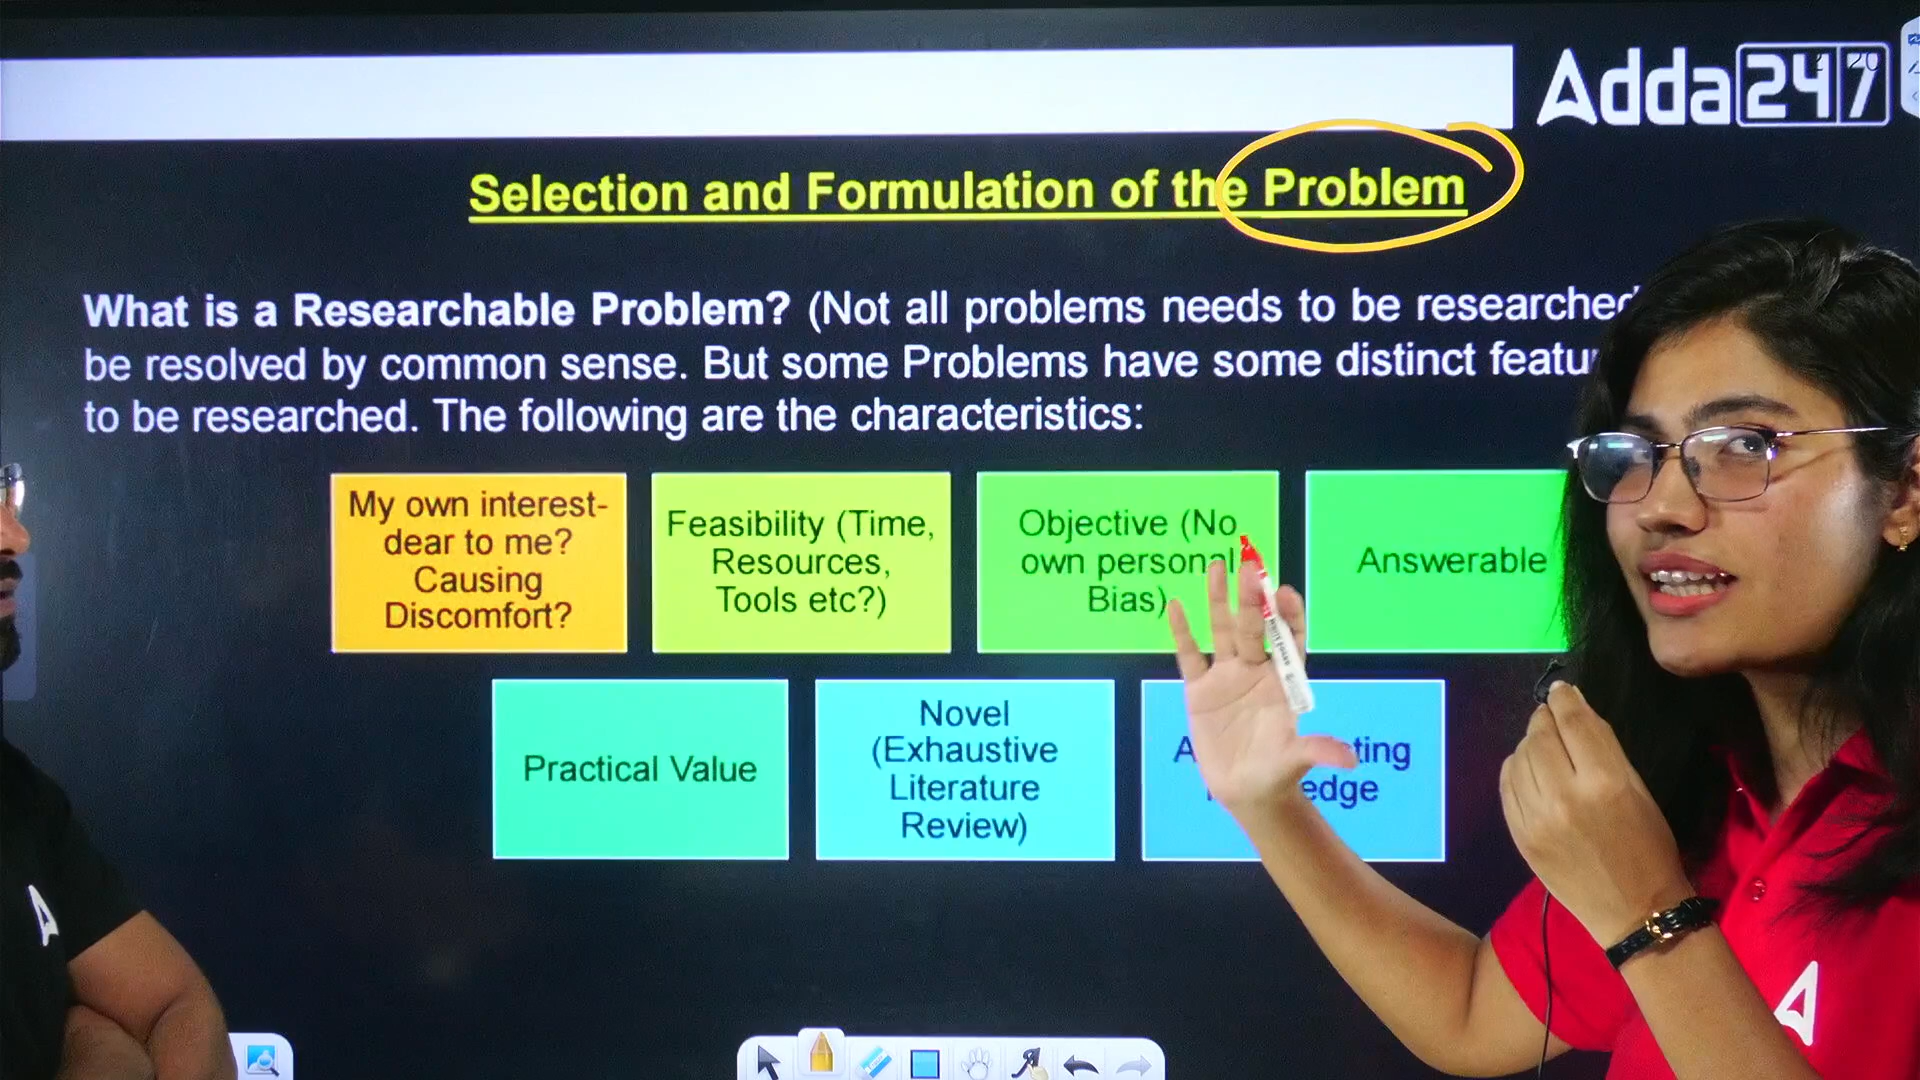 Adda247
Selection and Formulation of the Problem
What is a Researchable Problem? (Not all problems needs to be researched
be resolved by common sense. But some Problems have some distinct
to be researched. The following are the characteristics:
My own interest-
dear to me?
Causing
Discomfort?
Feasibility (Time,
Resources,
Tools etc?)
Objective (No
own personal
Bias)
Answerable
Practical Value
Novel
(Exhaustive
Literature
Review)